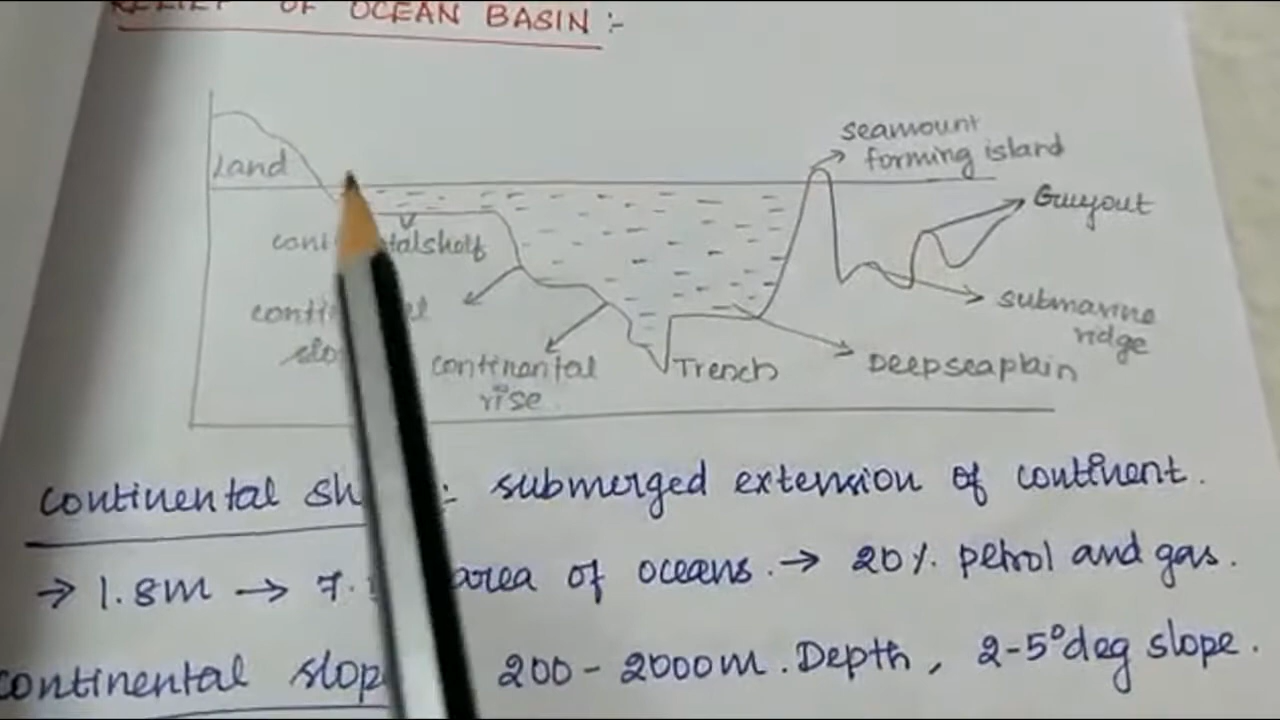 OF OCEAN BASIN :-
seamount
forming island
Land
Guyout
shelf
submarine
ridge
continental
rise
Trench
Deepseaplain
continental :- submerged extension of continent.
→ 1.8m → 7. area of oceans. → 20% petrol and gas.
continental slop 200 - 2000m. Depth, 2-5° deg slope.